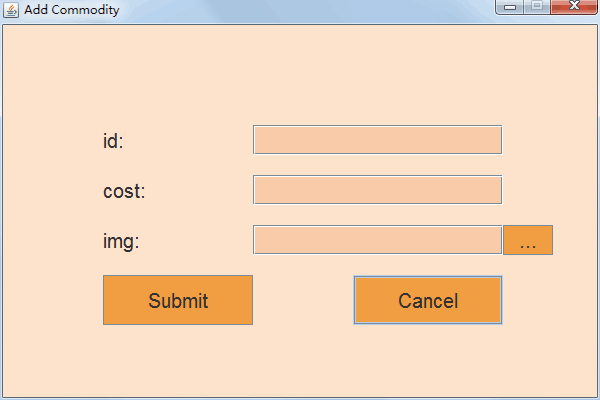 Add Commodity
id:
cost:
img:
...
Submit
Cancel